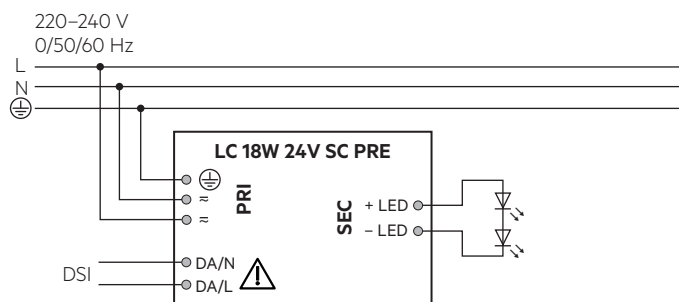 220–240 V
0/50/60 Hz
L
N
LC 18W 24V SC PRE
PRI
≂
≂
SEC
+ LED
– LED
DSI
DA/N
DA/L